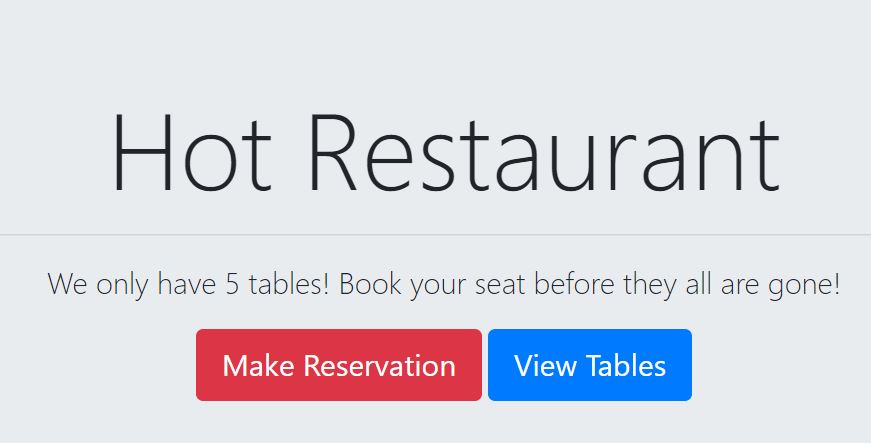 Hot Restaurant
We only have 5 tables! Book your seat before they all are gone!
Make Reservation View Tables